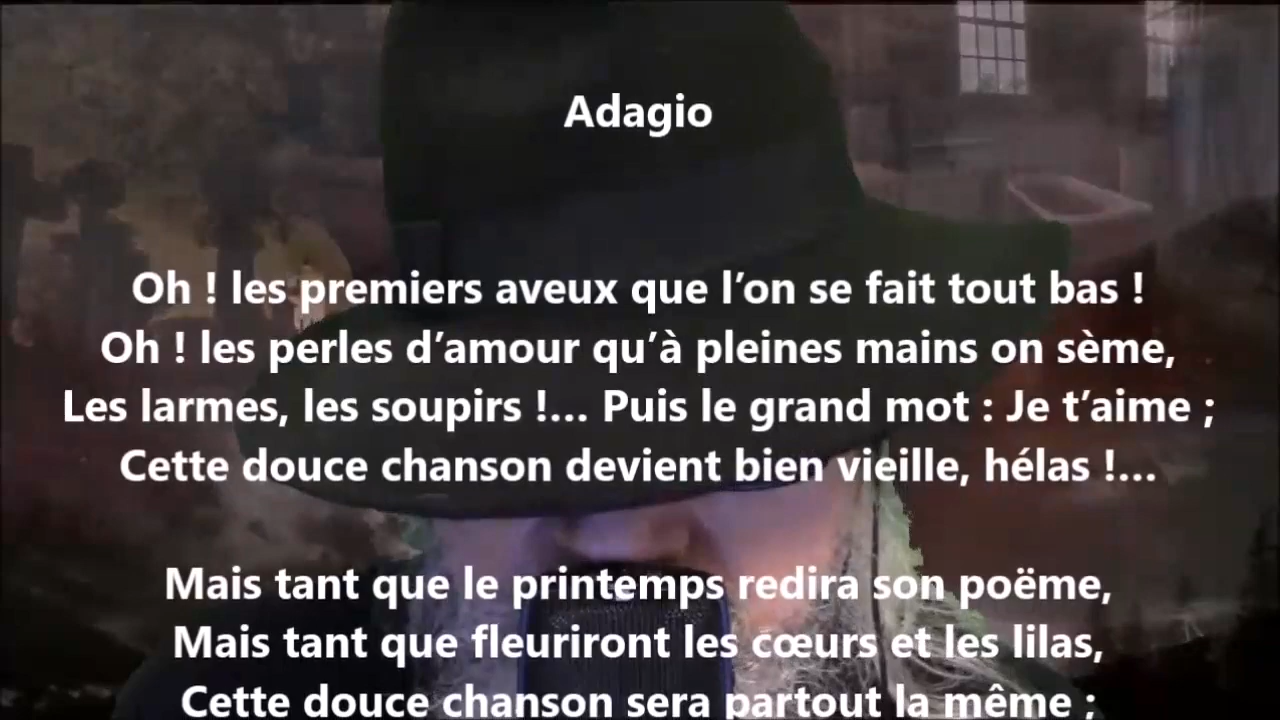 Adagio
Oh ! les premiers aveux que l’on se fait tout bas !
Oh ! les perles d’amour qu’à pleines mains on sème,
Les larmes, les soupirs !… Puis le grand mot : Je t’aime ;
Cette douce chanson devient bien vieille, hélas !…
Mais tant que le printemps redira son poëme,
Mais tant que fleuriront les cœurs et les lilas,
Cette douce chanson sera partout la même ;